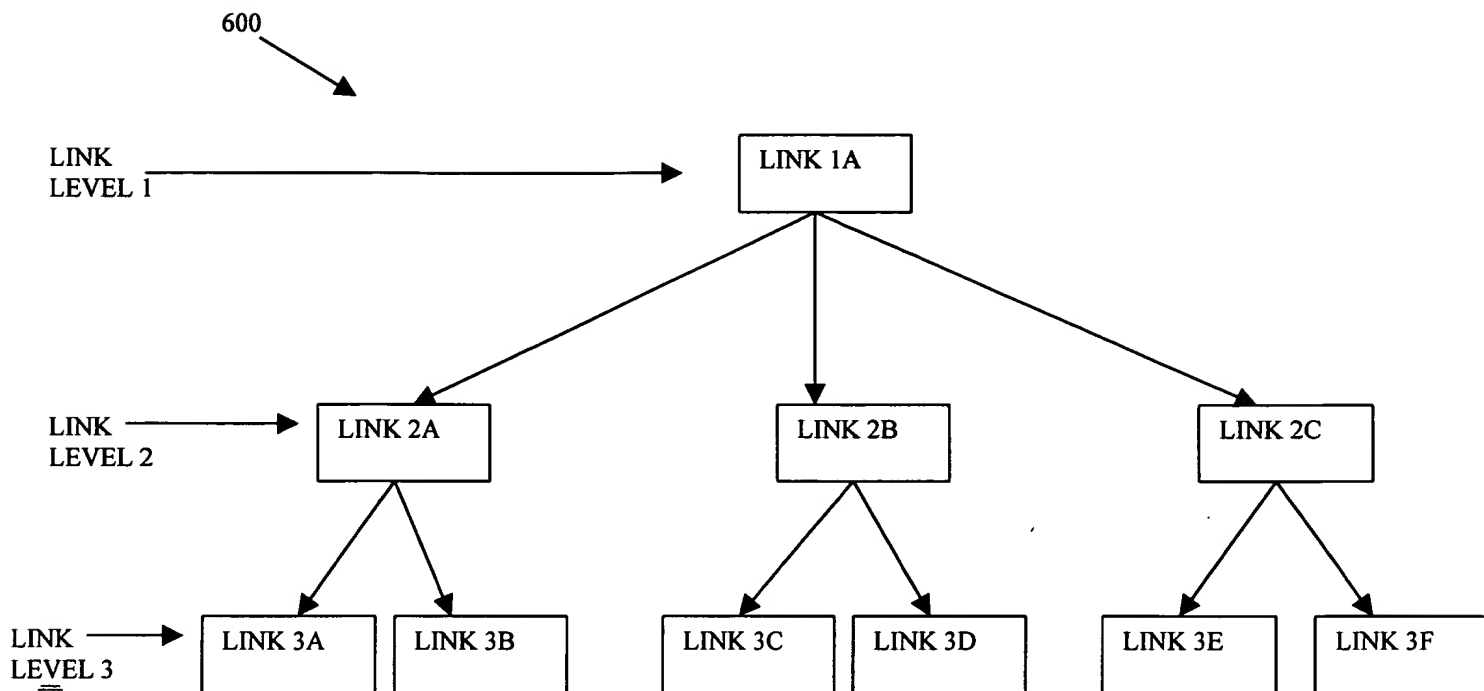 600
LINK
LEVEL 1
LINK 1A
LINK
LEVEL 2
LINK 2A
LINK 2B
LINK 2C
LINK
LEVEL 3
LINK 3A
LINK 3B
LINK 3C
LINK 3D
LINK 3E
LINK 3F